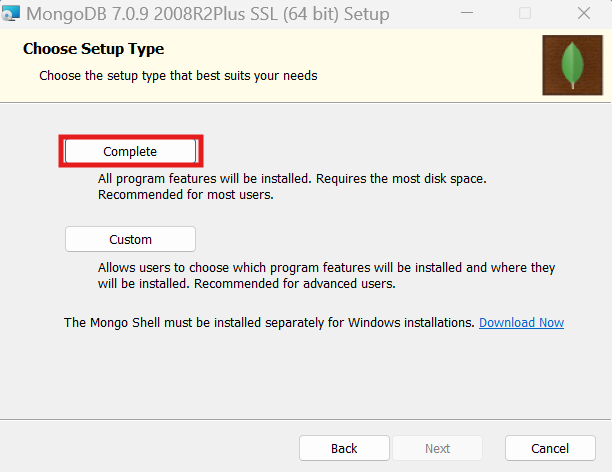 MongoDB 7.0.9 2008R2Plus SSL (64 bit) Setup
Choose Setup Type
Choose the setup type that best suits your needs
Complete
All program features will be installed. Requires the most disk space.
Recommended for most users.
Custom
Allows users to choose which program features will be installed and where they
will be installed. Recommended for advanced users.
The Mongo Shell must be installed separately for Windows installations. Download Now
Back Next Cancel